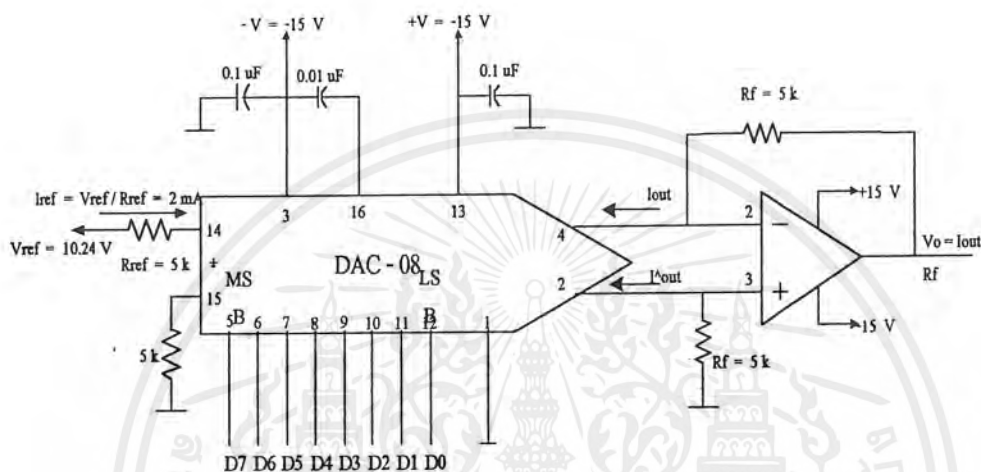 - V = -15 V
+V = -15 V
0.1 uF
0.01 uF
0.1 uF
Rf = 5 k
Iref = Vref / Rref = 2 mA
Vref = 10.24 V
Rref = 5 k
14
+
15
5 k
3
16
13
DAC - 08
MS
B
LS
B
4
2
Iout
I^out
5
6
7
8
9
10
11
12
1
D7 D6 D5 D4 D3 D2 D1 D0
2
3
−
+
+15 V
15 V
Vo = Iout
Rf
Rf = 5 k